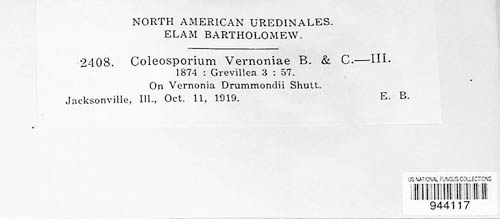 NORTH AMERICAN UREDINALES.
ELAM BARTHOLOMEW.
2408. Coleosporium Vernoniae B. & C.—III.
1874 : Grevillea 3 : 57.
On Vernonia Drummondii Shutt.
Jacksonville, Ill., Oct. 11, 1919. E. B.
US NATIONAL FUNGUS COLLECTIONS
944117